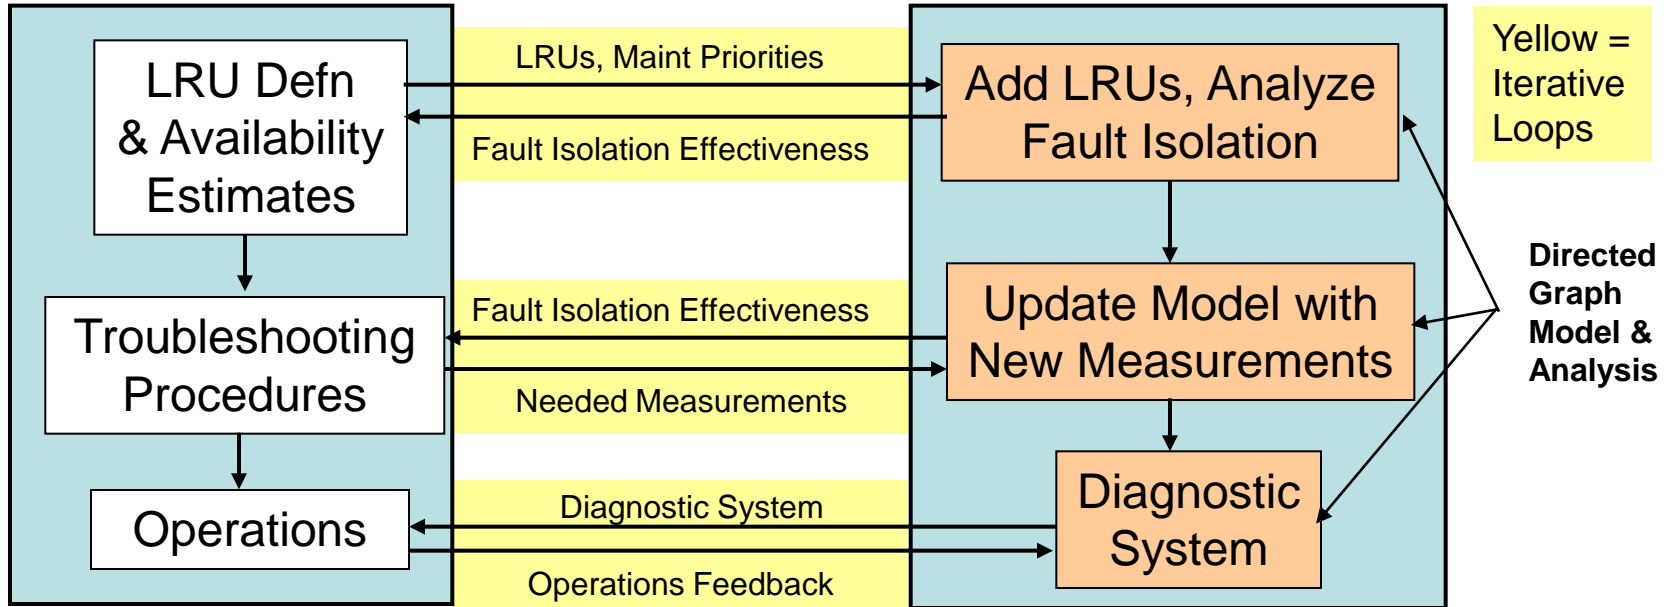 LRU Defn
& Availability
Estimates
LRUs, Maint Priorities
Fault Isolation Effectiveness
Add LRUs, Analyze
Fault Isolation
Yellow =
Iterative
Loops
Troubleshooting
Procedures
Fault Isolation Effectiveness
Needed Measurements
Update Model with
New Measurements
Directed
Graph
Model &
Analysis
Operations
Diagnostic System
Operations Feedback
Diagnostic
System